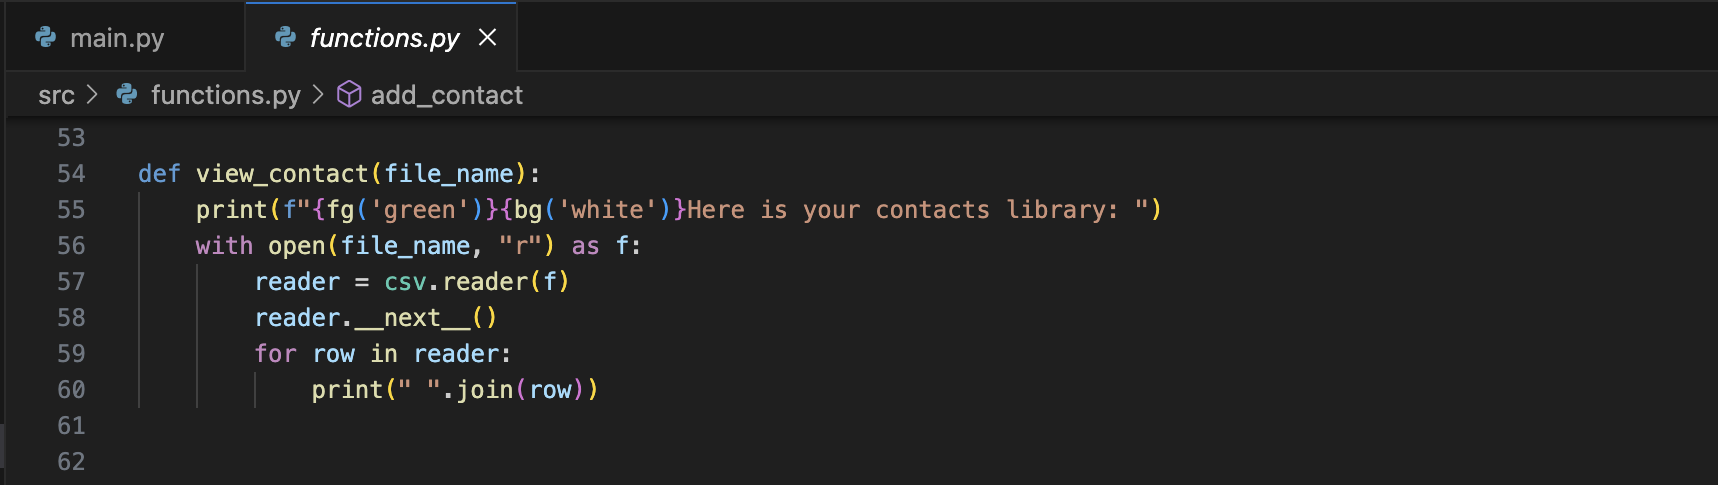 main.py functions.py
src > functions.py > add_contact
53
54 def view_contact(file_name):
55     print(f"{fg('green')}{bg('white')}Here is your contacts library: ")
56     with open(file_name, "r") as f:
57         reader = csv.reader(f)
58         reader.__next__()
59         for row in reader:
60             print(" ".join(row))
61
62